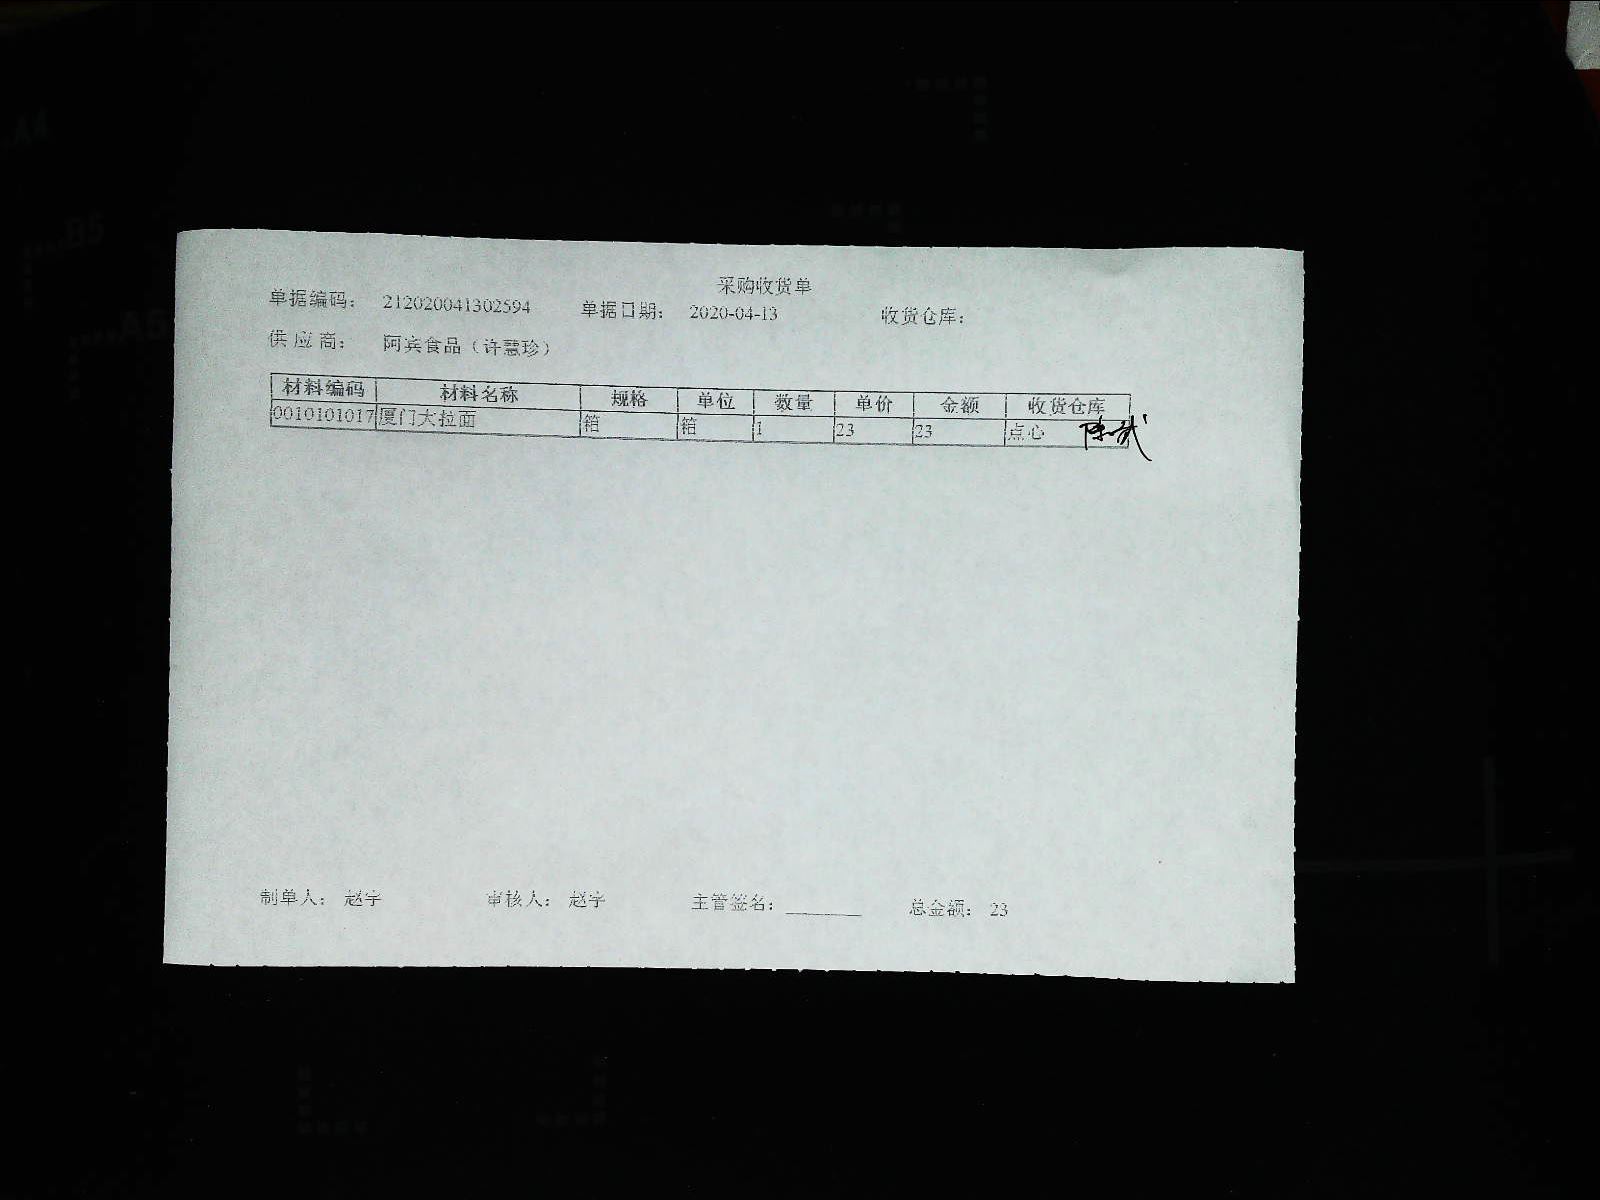 采购收货单
单据编码： 212020041302594 单据日期： 2020-04-13 收货仓库：
供应商： 阿宾食品（许慧珍）
材料编码 材料名称 规格 单位 数量 单价 金额 收货仓库
0010101017 厦门大拉面 箱 箱 1 23 23 点心
制单人： 赵宇 审核人： 赵宇 主管签名： 总金额： 23
A4
B5
A5